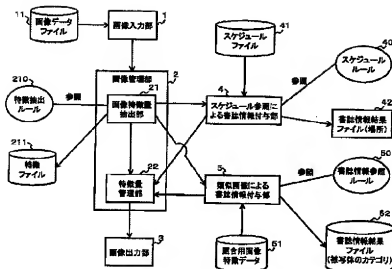 11
画像データ
ファイル
1
画像入力部
41
スケジュール
ファイル
スケジュール
ルール
40
210
特徴抽出
ルール
参照
画像管理部
2
21
画像特徴量
抽出部
4
スケジュール参照に
よる書誌情報付与部
参照
42
書誌情報結果
ファイル(場所)
211
特徴
ファイル
22
特徴量
管理部
5
類似画像による
書誌情報付与部
参照
50
書誌情報参照
ルール
3
画像出力部
51
照合用画像
特徴データ
52
書誌情報結果
ファイル
(被写体のカテゴリ)